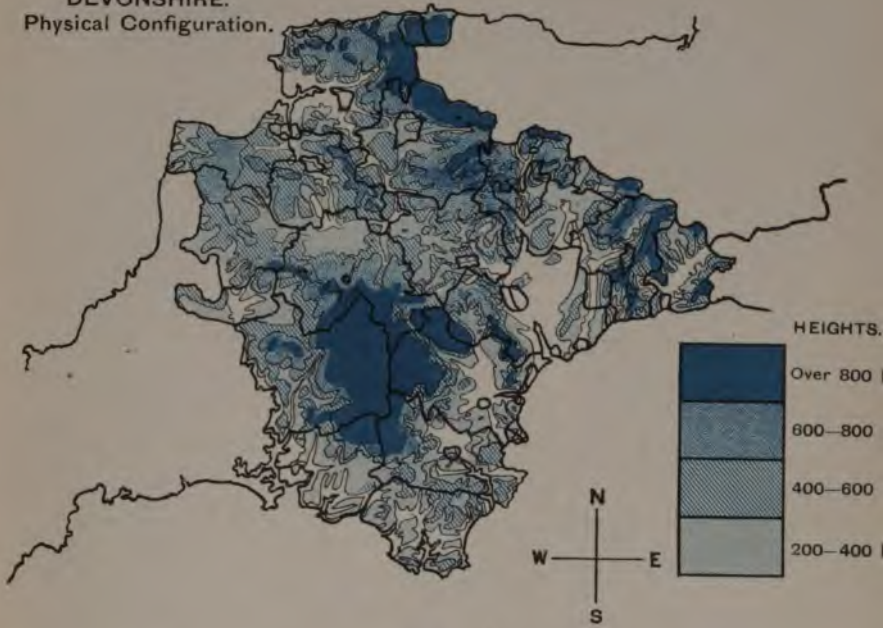 DEVONSHIRE.
Physical Configuration.
HEIGHTS.
Over 800
600—800
400—600
200—400
N
W E
S